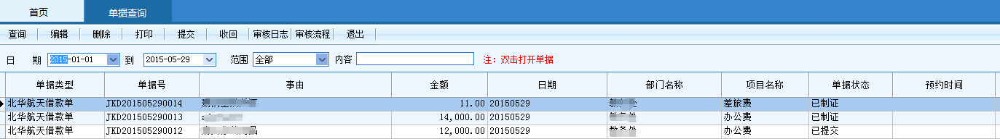 首页 单据查询
查询 编辑 删除 打印 提交 收回 审核日志 审核流程 退出
日 期 2015-01-01 到 2015-05-29 范围 全部 内容 注：双击打开单据
单据类型 单据号 事由 金额 日期 部门名称 项目名称 单据状态 预约时间
北华航天借款单 JKD201505290014 11.00 20150529 差旅费 已制证
北华航天借款单 JKD201505290013 14,000.00 20150529 办公费 已制证
北华航天借款单 JKD201505290012 12,000.00 20150529 办公费 已提交